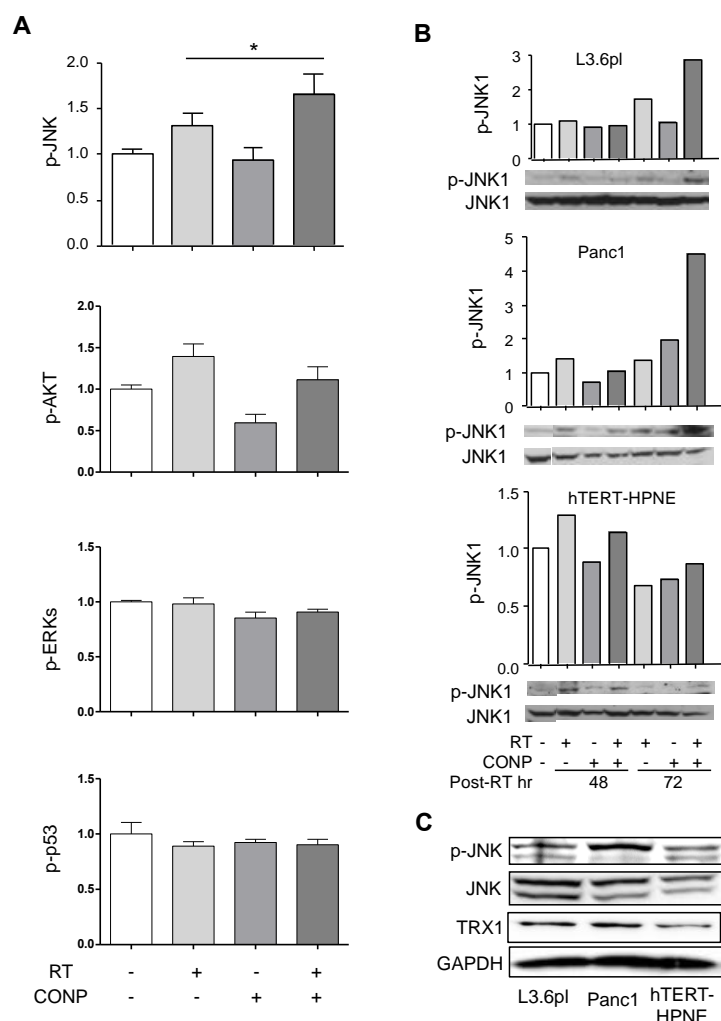 A
*
p-JNK
2.0
1.5
1.0
0.5
0.0
p-AKT
2.0
1.5
1.0
0.5
0.0
p-ERKs
1.5
1.0
0.5
0.0
p-p53
1.5
1.0
0.5
0.0
RT - + - +
CONP - - + +
B
L3.6pl
p-JNK1
3
2
1
0
p-JNK1
JNK1
Panc1
p-JNK1
5
4
3
2
1
0
p-JNK1
JNK1
hTERT-HPNE
p-JNK1
1.5
1.0
0.5
0.0
p-JNK1
JNK1
RT - + - + + - +
CONP - - + + - + +
Post-RT hr 48 72
C
p-JNK
JNK
TRX1
GAPDH
L3.6pl Panc1 hTERT-
HPNE